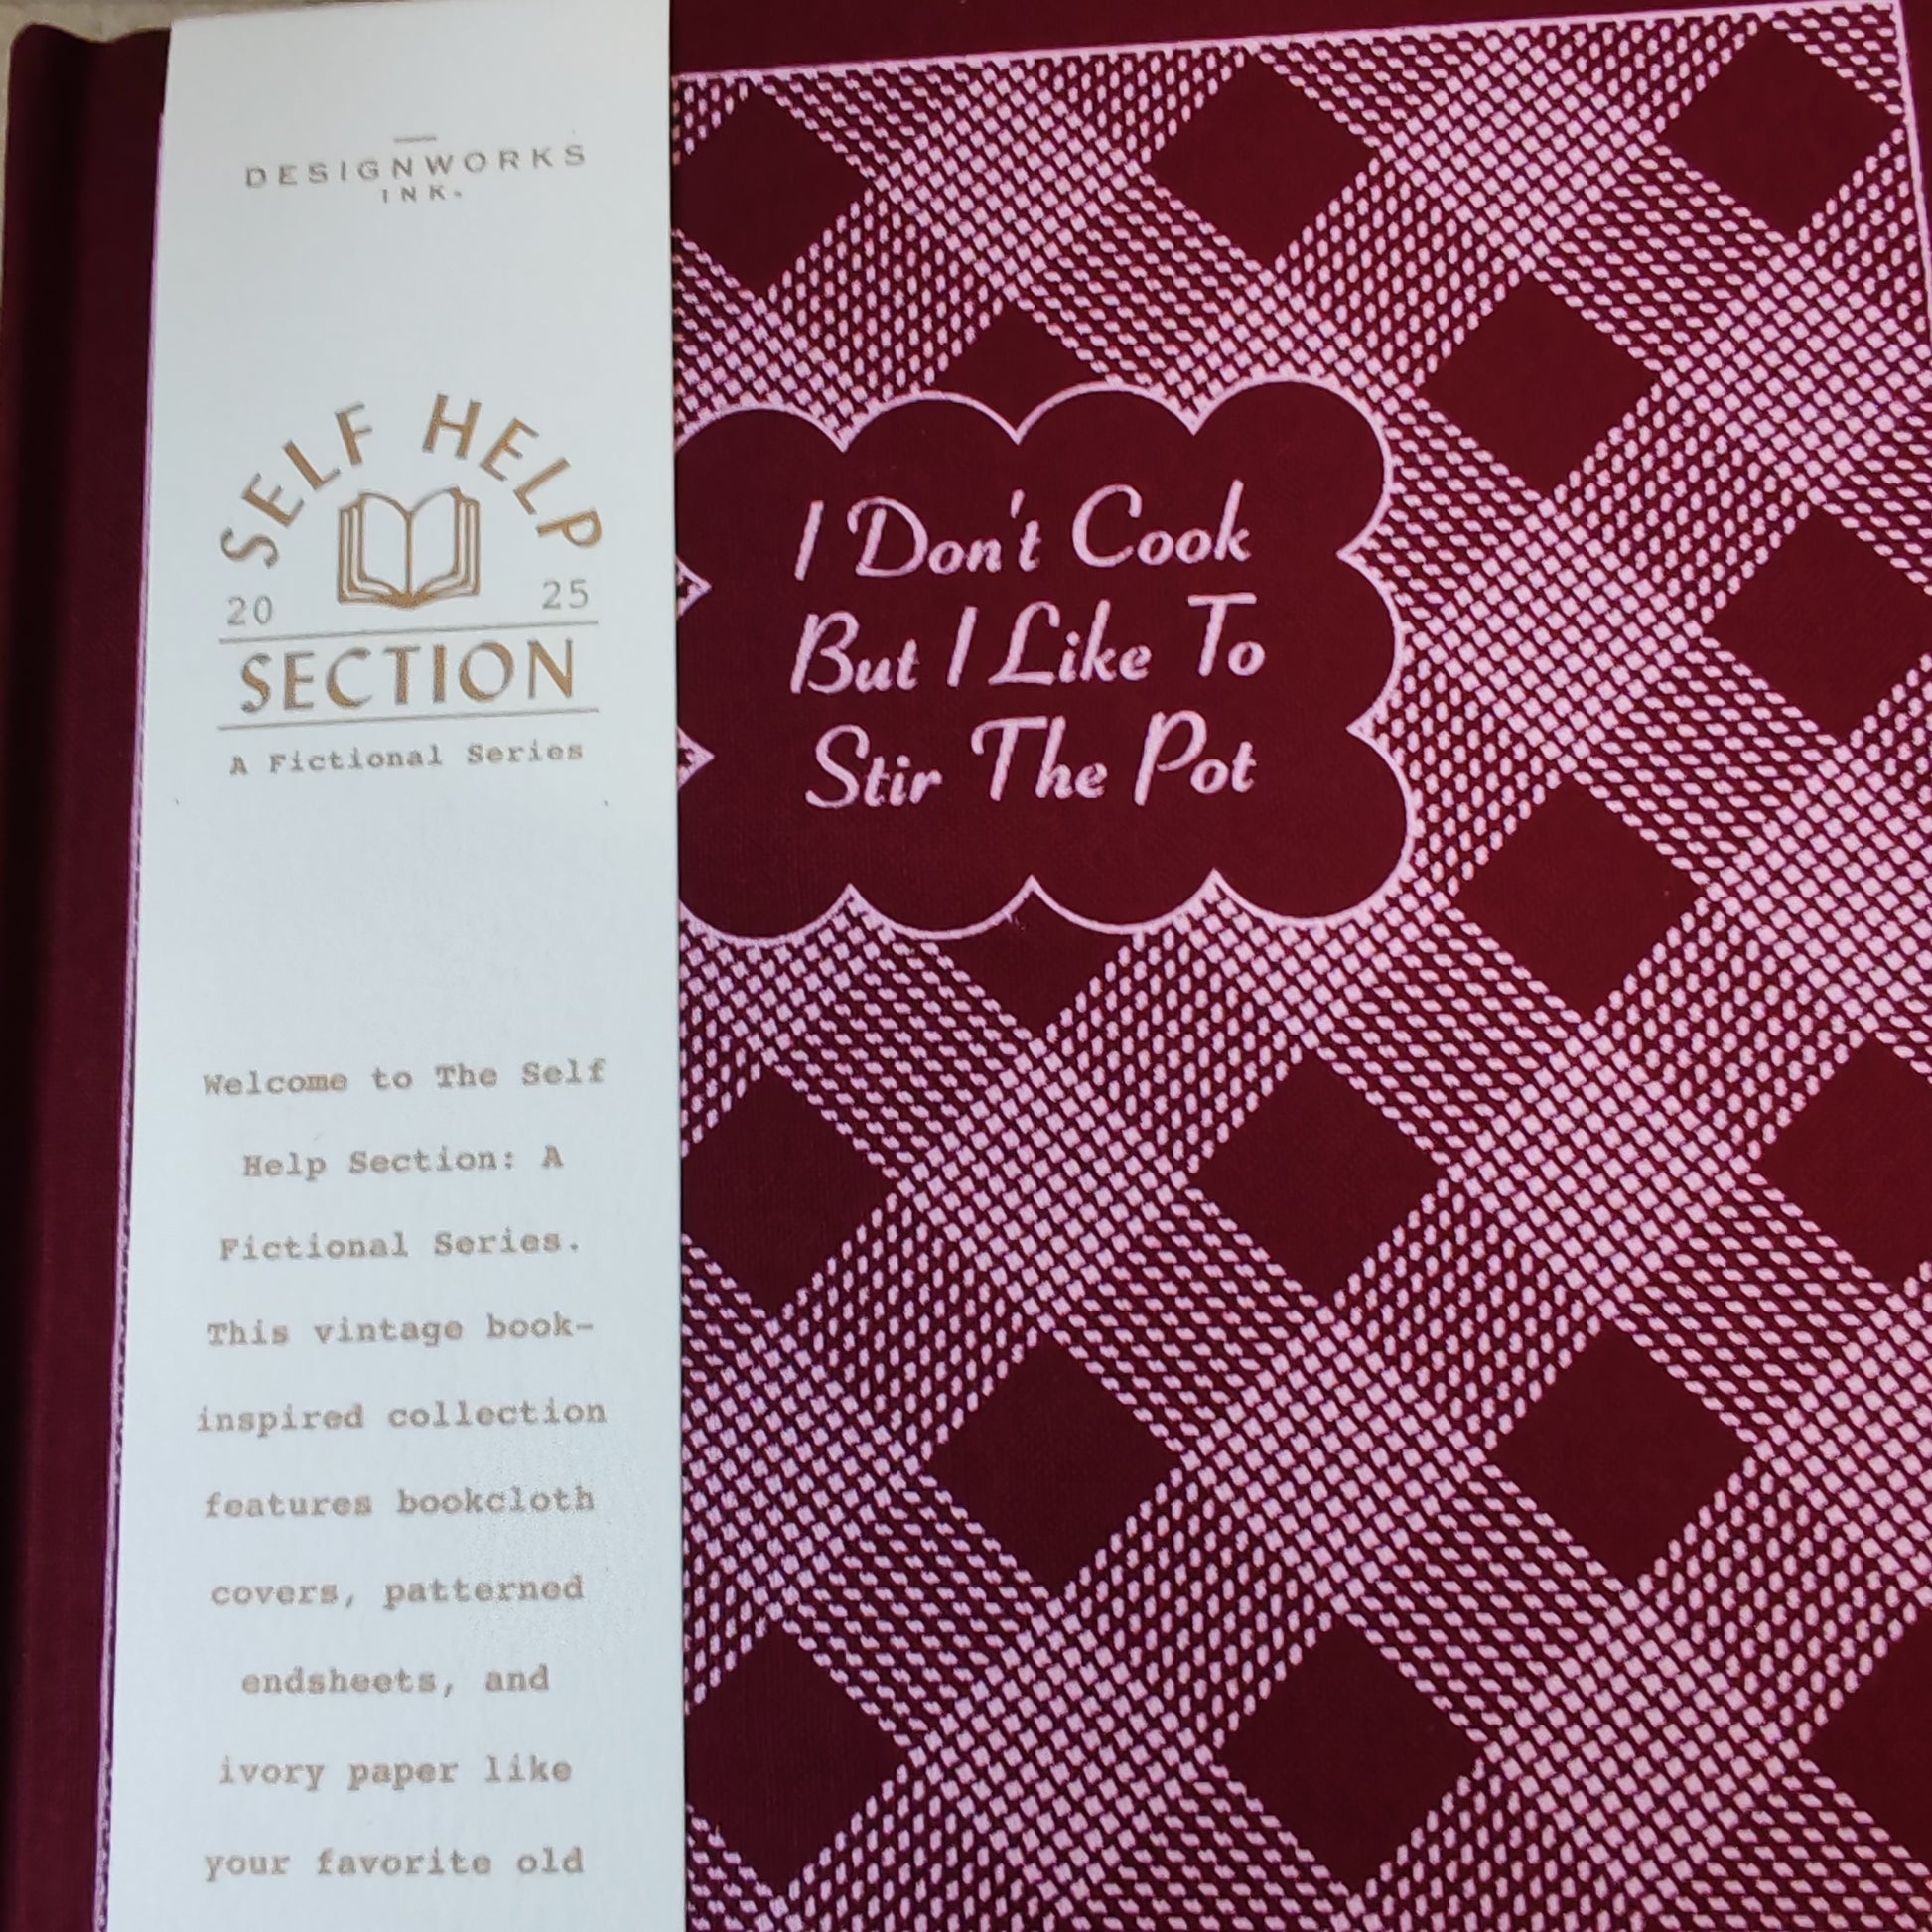 DESIGNWORKS
INK.
SELF HELP
20 25
SECTION
A Fictional Series
Welcome to The Self
Help Section: A
Fictional Series.
This vintage book-
inspired collection
features bookcloth
covers, patterned
endsheets, and
ivory paper like
your favorite old
I Don't Cook
But I Like To
Stir The Pot